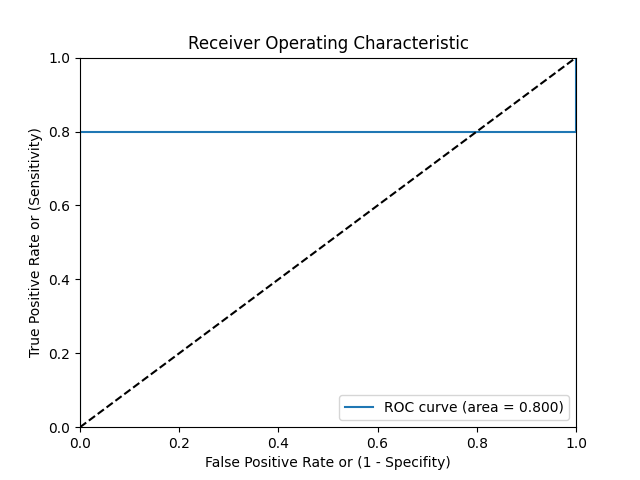 Receiver Operating Characteristic
1.0
0.8
0.6
0.4
0.2
0.0
True Positive Rate or (Sensitivity)
ROC curve (area = 0.800)
0.0 0.2 0.4 0.6 0.8 1.0
False Positive Rate or (1 - Specifity)